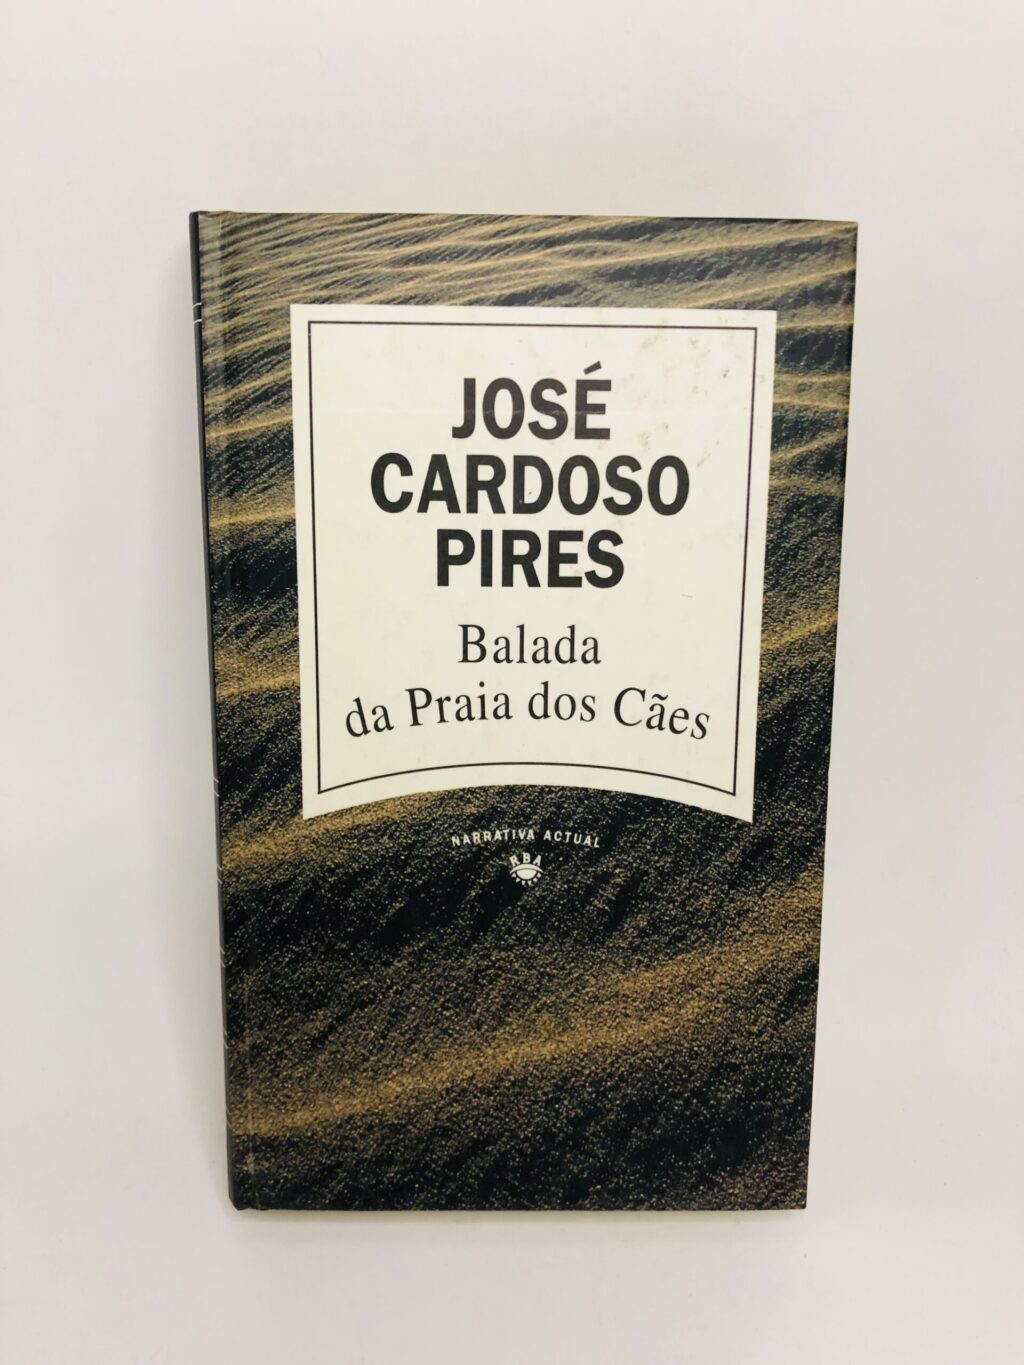 JOSÉ
CARDOSO
PIRES
Balada
da Praia dos Cães
NARRATIVA ACTUAL
RBA